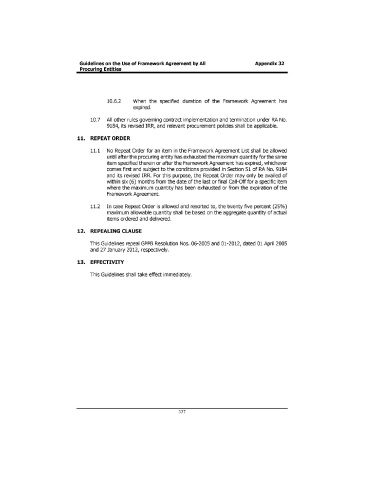 Guidelines on the Use of Framework Agreement by All Appendix 32
Procuring Entities
10.6.2 When the specified duration of the Framework Agreement has
expired.
10.7 All other rules governing contract implementation and termination under RA No.
9184, its revised IRR, and relevant procurement policies shall be applicable.
11. REPEAT ORDER
11.1 No Repeat Order for an item in the Framework Agreement List shall be allowed
until after the procuring entity has exhausted the maximum quantity for the same
item specified therein or after the Framework Agreement has expired, whichever
comes first and subject to the conditions provided in Section 51 of RA No. 9184
and its revised IRR. For this purpose, the Repeat Order may only be availed of
within six (6) months from the date of the last or final Call-Off for a specific item
where the maximum quantity has been exhausted or from the expiration of the
Framework Agreement.
11.2 In case Repeat Order is allowed and resorted to, the twenty five percent (25%)
maximum allowable quantity shall be based on the aggregate quantity of actual
items ordered and delivered.
12. REPEALING CLAUSE
This Guidelines repeal GPPB Resolution Nos. 06-2005 and 01-2012, dated 01 April 2005
and 27 January 2012, respectively.
13. EFFECTIVITY
This Guidelines shall take effect immediately.